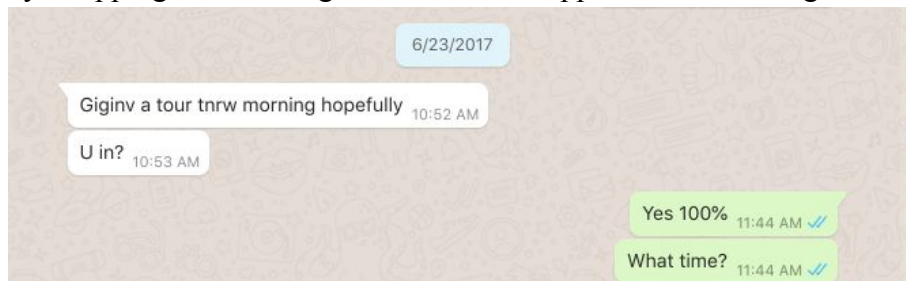 6/23/2017
Giginv a tour tnrw morning hopefully 10:52 AM
U in? 10:53 AM
Yes 100% 11:44 AM
What time? 11:44 AM